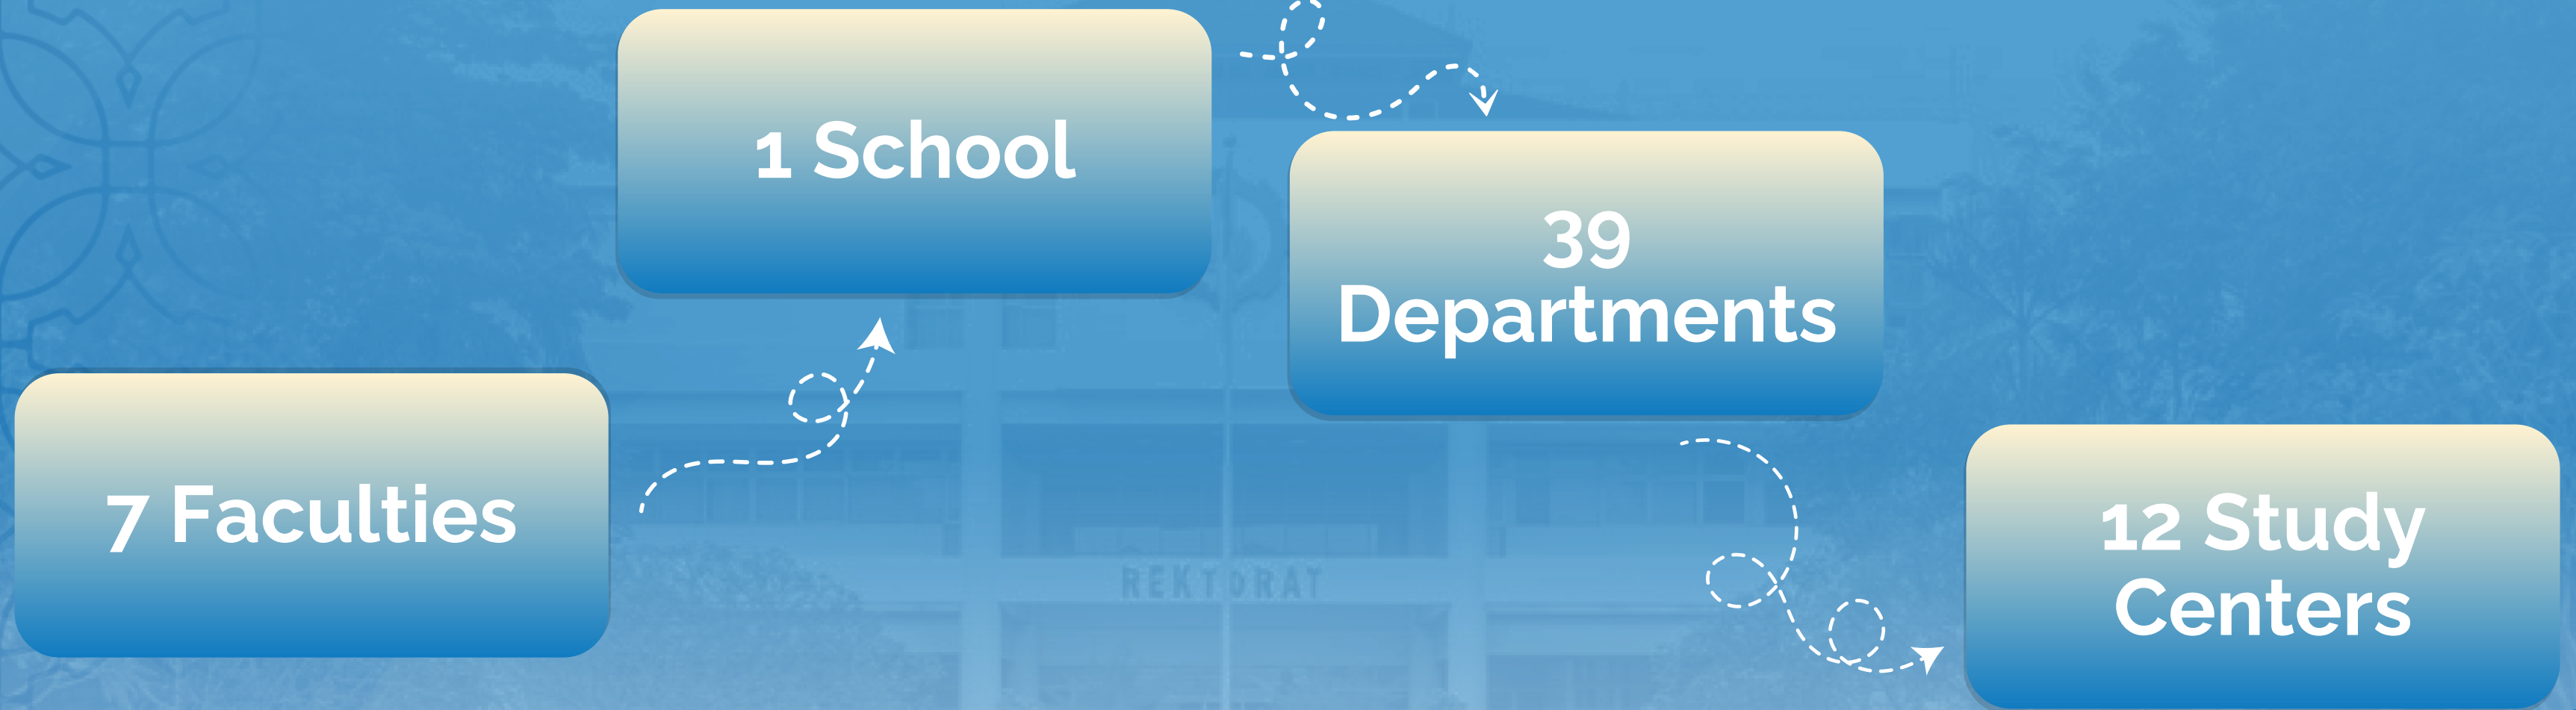 7 Faculties
1 School
39
Departments
12 Study
Centers
REKTORAT